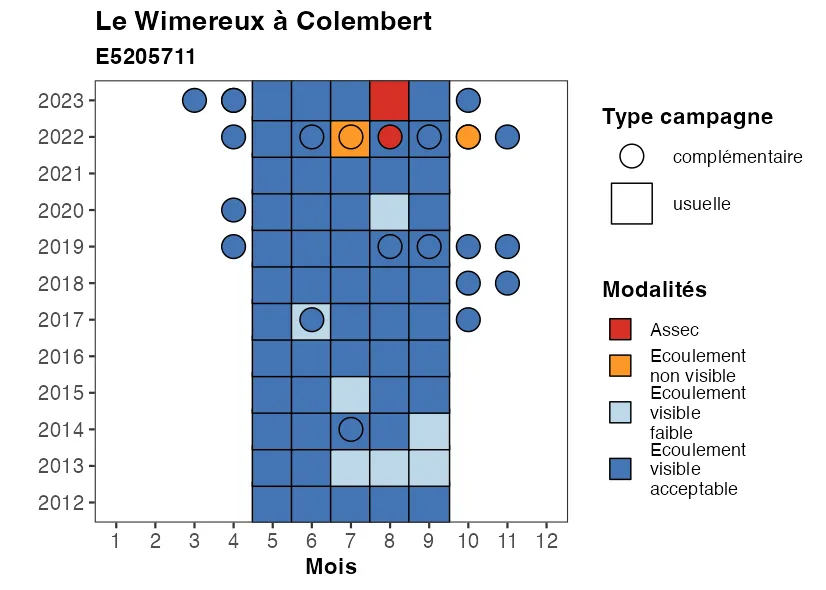 Le Wimereux à Colembert
E5205711
2023
2022
2021
2020
2019
2018
2017
2016
2015
2014
2013
2012
1 2 3 4 5 6 7 8 9 10 11 12
Mois
Type campagne
complémentaire
usuelle
Modalités
Assec
Ecoulement
non visible
Ecoulement
visible
faible
Ecoulement
visible
acceptable